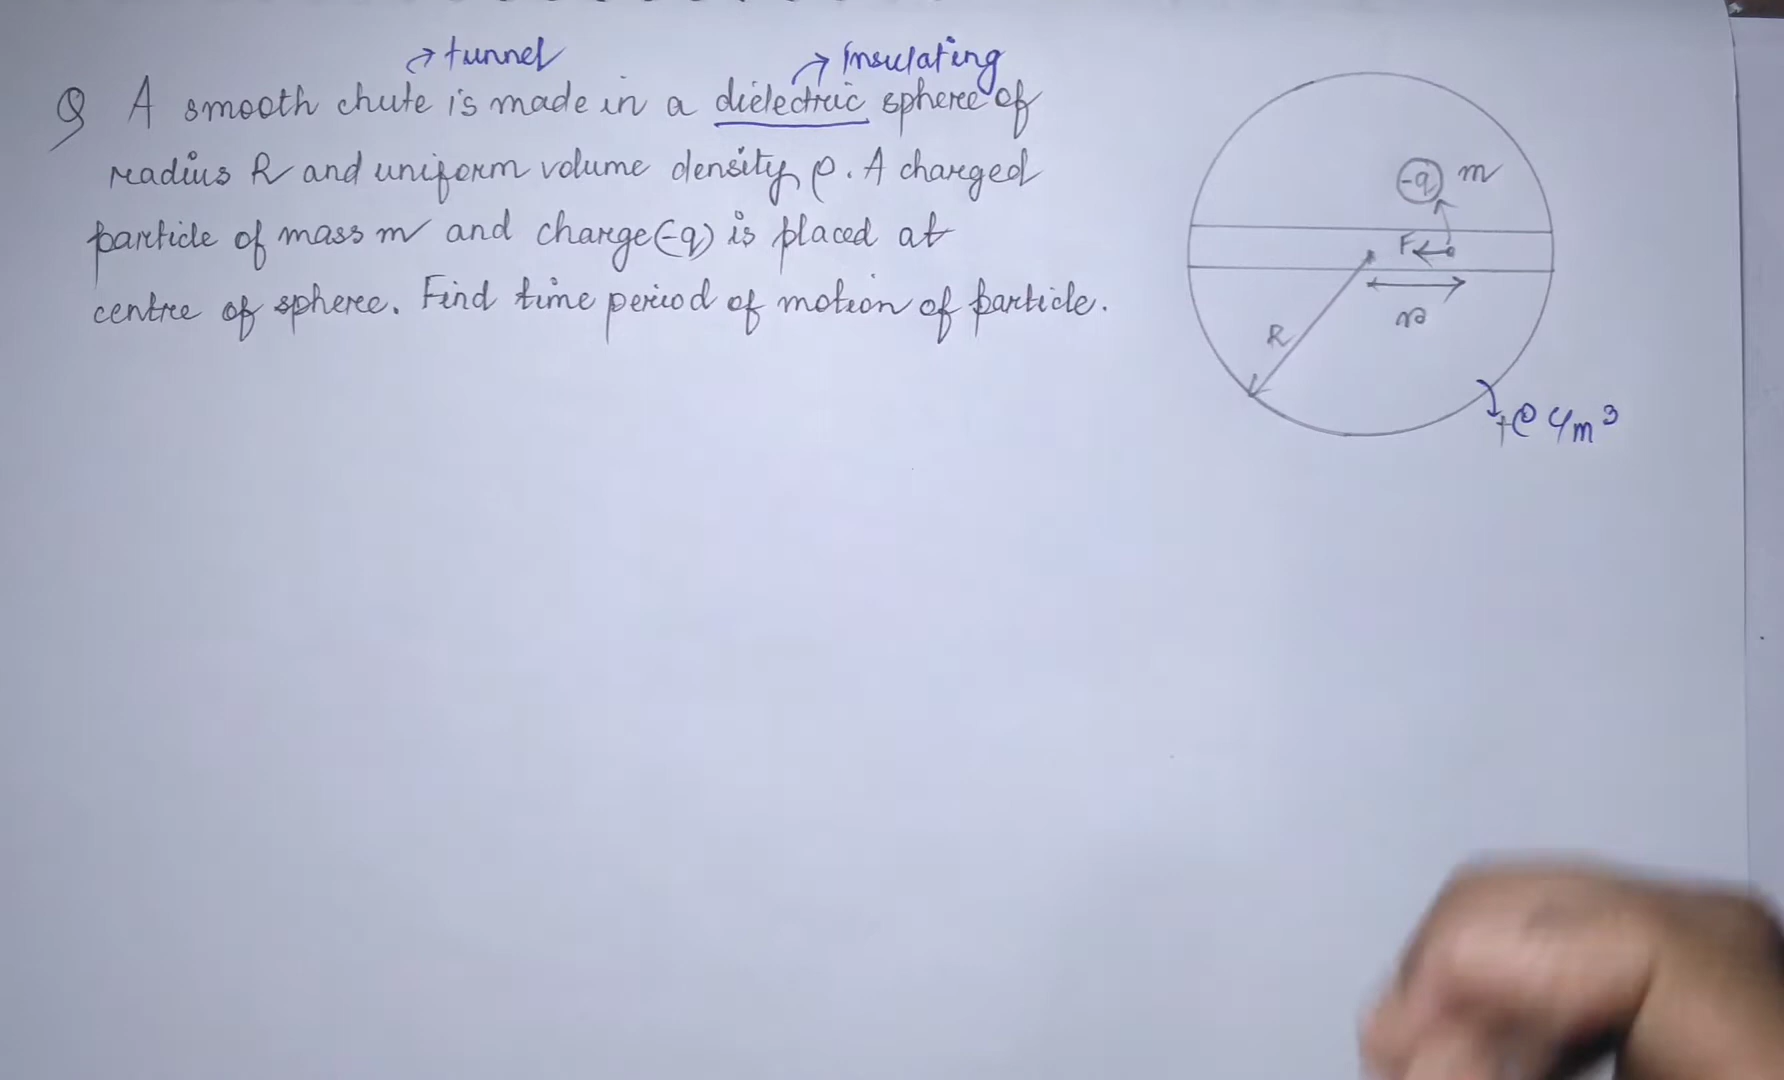 → tunnel
→ Insulating
Q A smooth chute is made in a dielectric sphere of
radius R and uniform volume density ρ. A charged
particle of mass m and charge (-q) is placed at
centre of sphere. Find time period of motion of particle.
-q m
F
R
+ρ C/m³